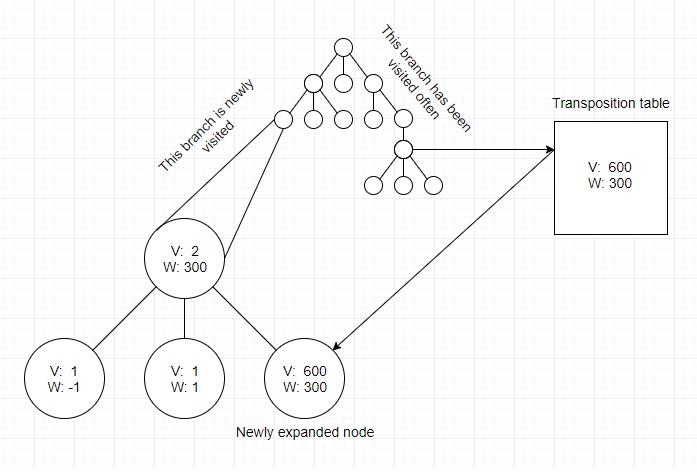 This branch has been
visited often
This branch is newly
visited
Transposition table
V: 600
W: 300
V: 2
W: 300
V: 1
W: -1
V: 1
W: 1
V: 600
W: 300
Newly expanded node